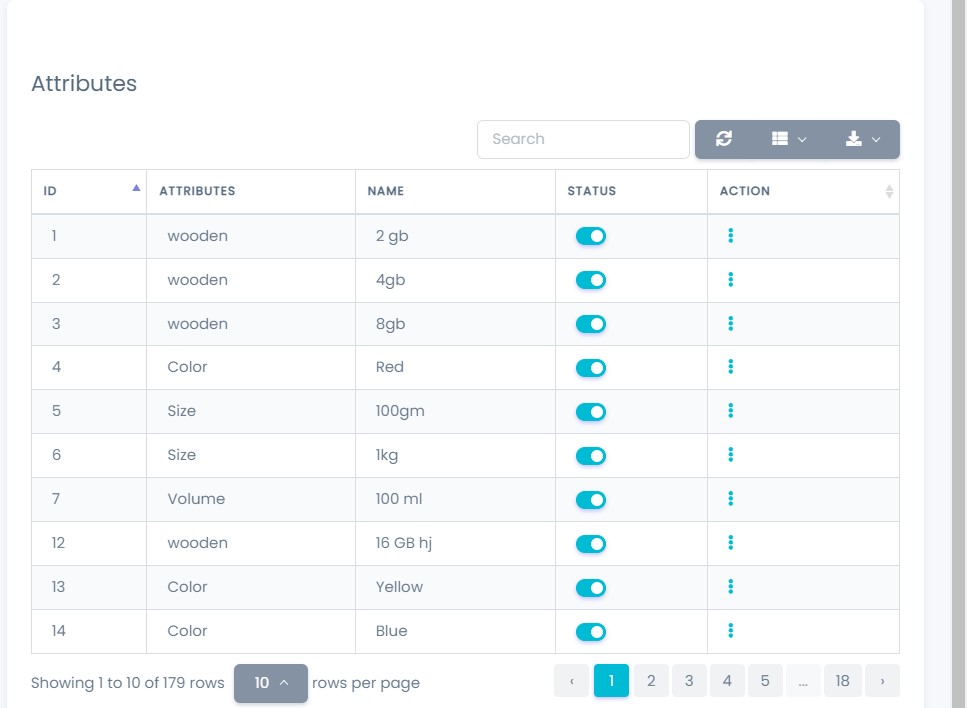 Attributes
Search
ID ATTRIBUTES NAME STATUS ACTION
1 wooden 2 gb
2 wooden 4gb
3 wooden 8gb
4 Color Red
5 Size 100gm
6 Size 1kg
7 Volume 100 ml
12 wooden 16 GB hj
13 Color Yellow
14 Color Blue
Showing 1 to 10 of 179 rows 10 rows per page ‹ 1 2 3 4 5 ... 18 ›